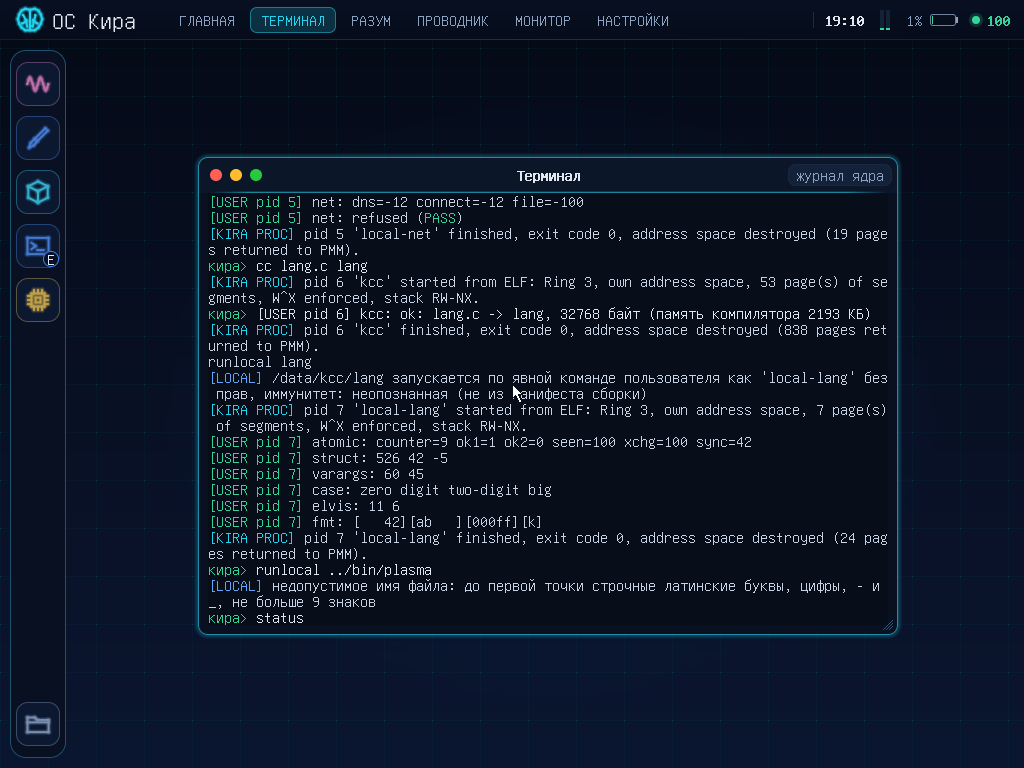 ОС Кира
ГЛАВНАЯ
ТЕРМИНАЛ
РАЗУМ
ПРОВОДНИК
МОНИТОР
НАСТРОЙКИ
19:10
1%
100
E
Терминал
журнал ядра
[USER pid 5] net: dns=-12 connect=-12 file=-100
[USER pid 5] net: refused (PASS)
[KIRA PROC] pid 5 'local-net' finished, exit code 0, address space destroyed (19 page
s returned to PMM).
кира> cc lang.c lang
[KIRA PROC] pid 6 'kcc' started from ELF: Ring 3, own address space, 53 page(s) of se
gments, W^X enforced, stack RW-NX.
кира> [USER pid 6] kcc: ok: lang.c -> lang, 32768 байт (память компилятора 2193 КБ)
[KIRA PROC] pid 6 'kcc' finished, exit code 0, address space destroyed (838 pages ret
urned to PMM).
runlocal lang
[LOCAL] /data/kcc/lang запускается по явной команде пользователя как 'local-lang' без
прав, иммунитет: неопознанная (не из манифеста сборки)
[KIRA PROC] pid 7 'local-lang' started from ELF: Ring 3, own address space, 7 page(s)
of segments, W^X enforced, stack RW-NX.
[USER pid 7] atomic: counter=9 ok1=1 ok2=0 seen=100 xchg=100 sync=42
[USER pid 7] struct: 526 42 -5
[USER pid 7] varargs: 60 45
[USER pid 7] case: zero digit two-digit big
[USER pid 7] elvis: 11 6
[USER pid 7] fmt: [   42][ab   ][000ff][k]
[KIRA PROC] pid 7 'local-lang' finished, exit code 0, address space destroyed (24 pag
es returned to PMM).
кира> runlocal ../bin/plasma
[LOCAL] недопустимое имя файла: до первой точки строчные латинские буквы, цифры, - и
_, не больше 9 знаков
кира> status